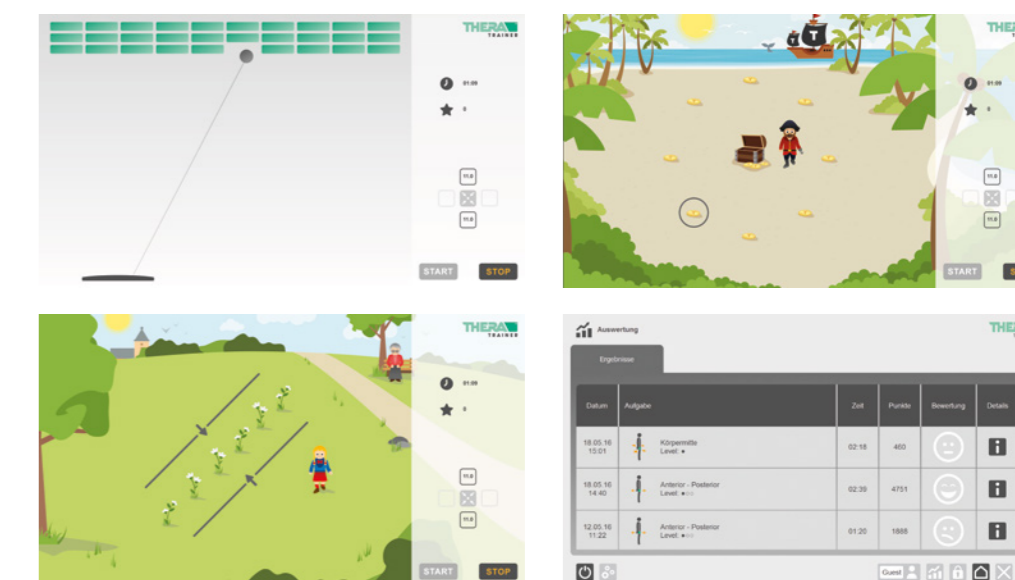 THERA
TRAINER
01:09
0
11.0
11.0
START
STOP
THE
TRA
T
T
01:09
0
11.0
11.0
START
S
THERA
TRAINER
01:09
0
11.0
11.0
START
STOP
Auswertung
THE
Ergebnisse
Datum
Aufgabe
Zeit
Punkte
Bewertung
Details
18.05.16
15:01
Körpermitte
Level:
02:18
460
i
18.05.16
14:40
Anterior - Posterior
Level:
02:39
4751
i
12.05.16
11:22
Anterior - Posterior
Level:
01:20
1888
i
Guest